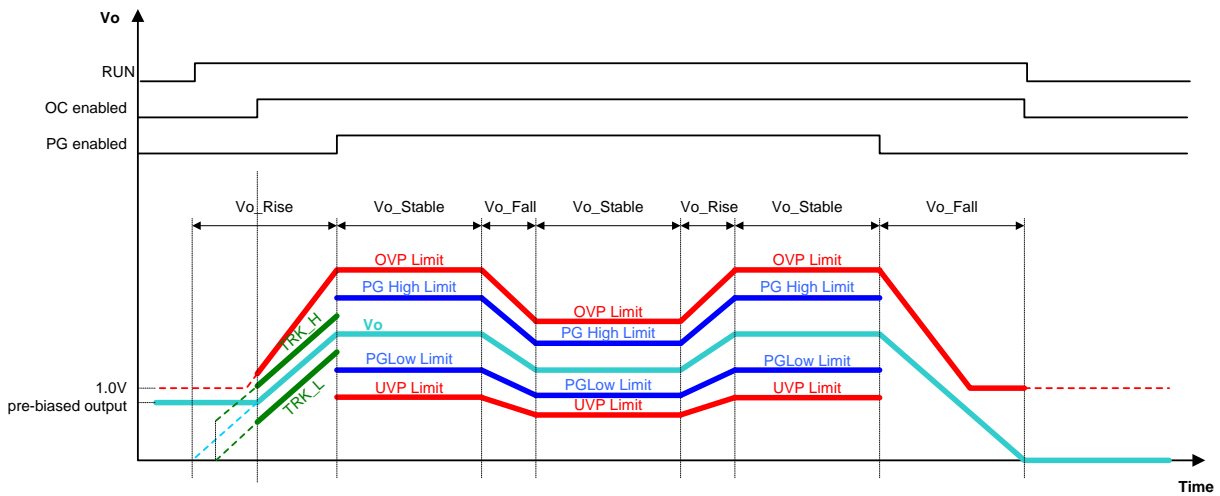 Vo
RUN
OC enabled
PG enabled
Vo_Rise
Vo_Stable
Vo_Fall
Vo_Stable
Vo_Rise
Vo_Stable
Vo_Fall
OVP Limit
OVP Limit
PG High Limit
PG High Limit
OVP Limit
TRK_H
Vo
PG High Limit
PGLow Limit
PGLow Limit
1.0V
PGLow Limit
UVP Limit
UVP Limit
TRK_L
pre-biased output
UVP Limit
Time